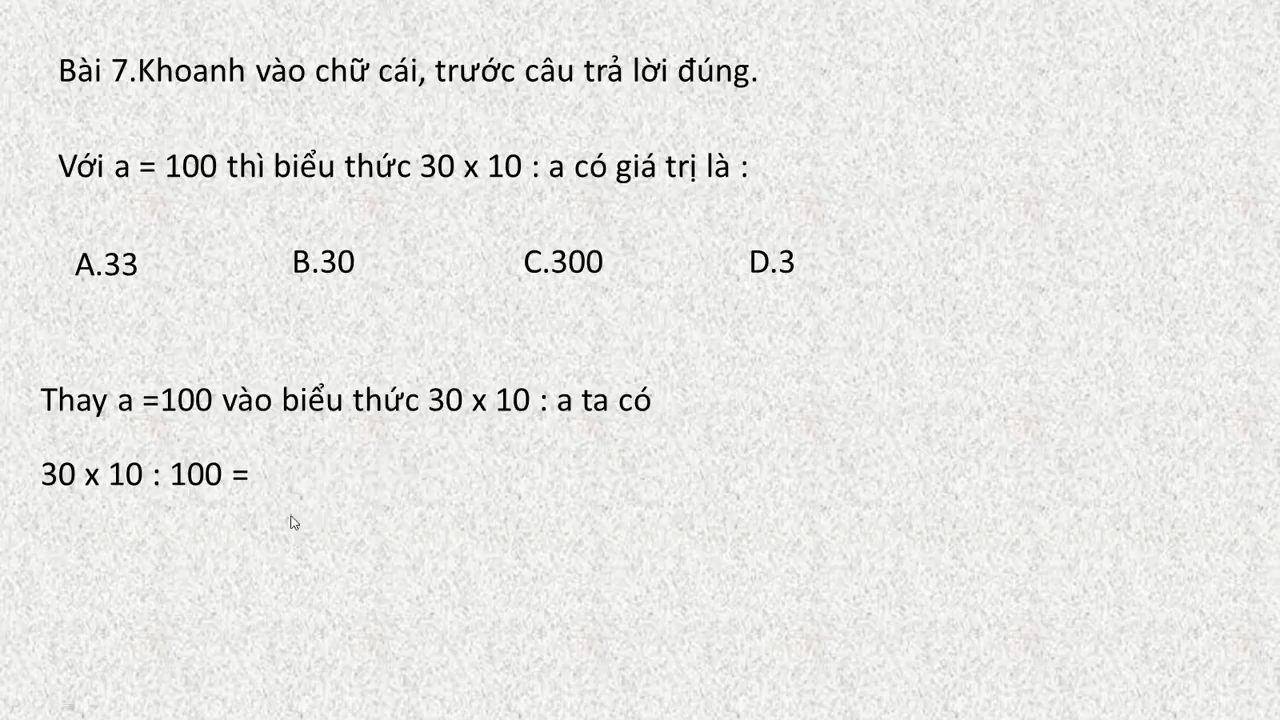 Bài 7.Khoanh vào chữ cái, trước câu trả lời đúng.
Với a = 100 thì biểu thức 30 x 10 : a có giá trị là :
A.33 B.30 C.300 D.3
Thay a =100 vào biểu thức 30 x 10 : a ta có
30 x 10 : 100 =